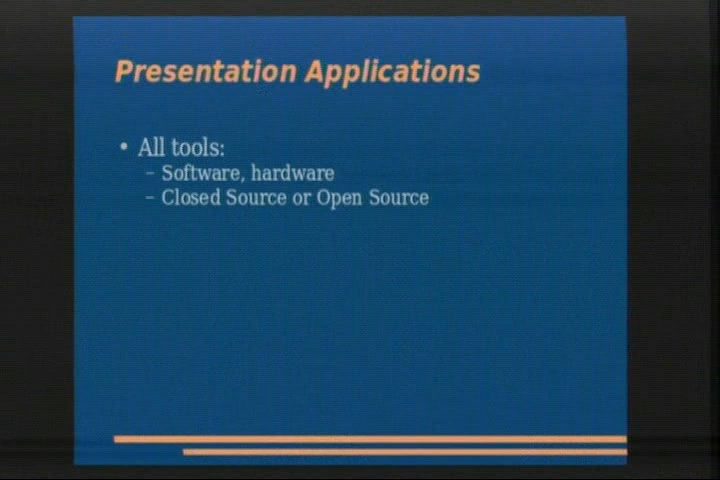 Presentation Applications
• All tools:
– Software, hardware
– Closed Source or Open Source